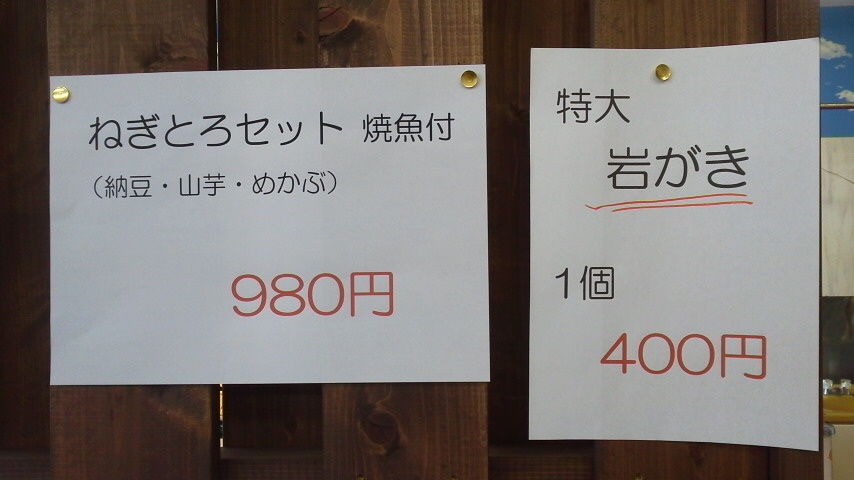 ねぎとろセット 焼魚付
（納豆・山芋・めかぶ）
980円
特大
岩がき
1個
400円